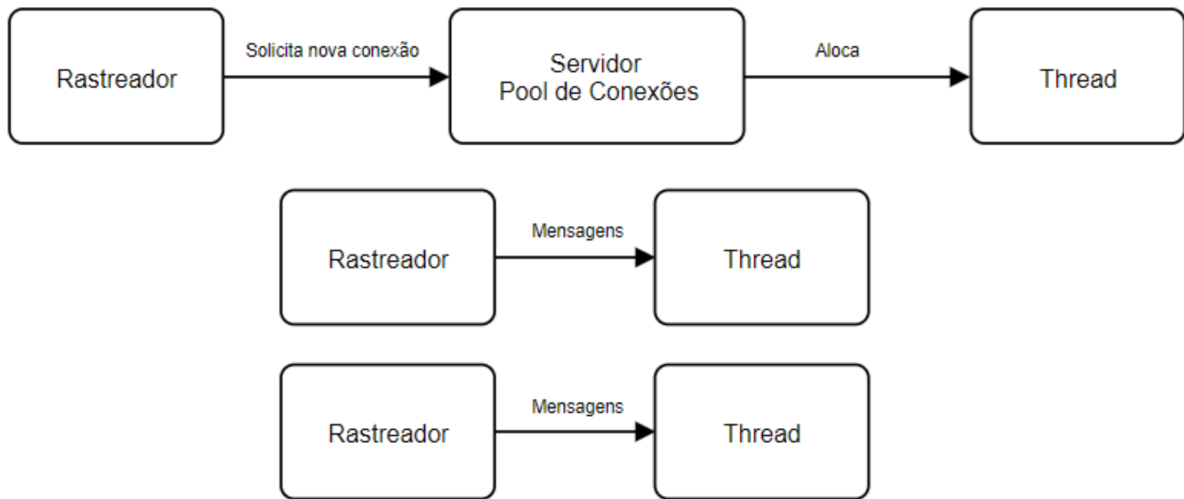 Rastreador
Solicita nova conexão
Servidor
Pool de Conexões
Aloca
Thread
Rastreador
Mensagens
Thread
Rastreador
Mensagens
Thread